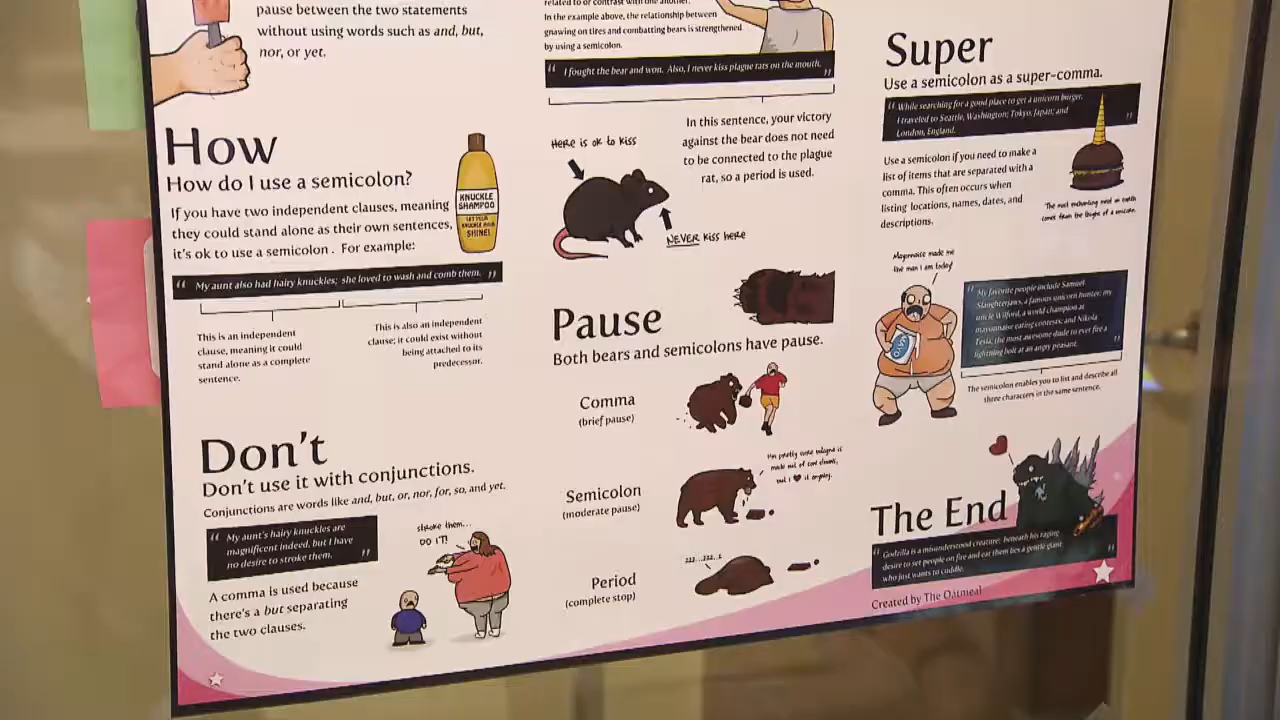 pause between the two statements
without using words such as and, but,
nor, or yet.
How
How do I use a semicolon?
If you have two independent clauses, meaning
they could stand alone as their own sentences,
it's ok to use a semicolon . For example:
KNUCKLE
SHAMPOO
LET YOUR
KNUCKLE HAIR
SHINE!
“ My aunt also had hairy knuckles; she loved to wash and comb them. ”
This is an independent
clause, meaning it could
stand alone as a complete
sentence.
This is also an independent
clause; it could exist without
being attached to its
predecessor.
Don't
Don't use it with conjunctions.
Conjunctions are words like and, but, or, nor, for, so, and yet.
“ My aunt's hairy knuckles are
magnificent indeed, but I have
no desire to stroke them. ”
A comma is used because
there's a but separating
the two clauses.
stroke them...
DO IT!
related to or contrast with one another.
In the example above, the relationship between
gnawing on tires and combatting bears is strengthened
by using a semicolon.
“ I fought the bear and won. Also, I never kiss plague rats on the mouth. ”
Here is ok to kiss
In this sentence, your victory
against the bear does not need
to be connected to the plague
rat, so a period is used.
NEVER kiss here
Pause
Both bears and semicolons have pause.
Comma
(brief pause)
Semicolon
(moderate pause)
Period
(complete stop)
Super
Use a semicolon as a super-comma.
“ While searching for a good place to get a unicorn burger,
I traveled to Seattle, Washington; Tokyo, Japan; and
London, England. ”
Use a semicolon if you need to make a
list of items that are separated with a
comma. This often occurs when
listing locations, names, dates, and
descriptions.
"The most enchanting meat on earth
comes from the thighs of a unicorn.
Mayonnaise made me
the man I am today!
MAYO
“ My favorite people include Samuel
Slaughterjaws, a famous unicorn hunter; my
uncle Wilford, a world champion at
mayonnaise eating contests; and Nikola
Tesla, the most awesome dude to ever fire a
lightning bolt at an angry peasant. ”
The semicolon enables you to list and describe all
three characters in the same sentence.
The End
“ Godzilla is a misunderstood creature; beneath his raging
desire to set people on fire and eat them lies a gentle giant
who just wants to cuddle. ”
Created by The Oatmeal